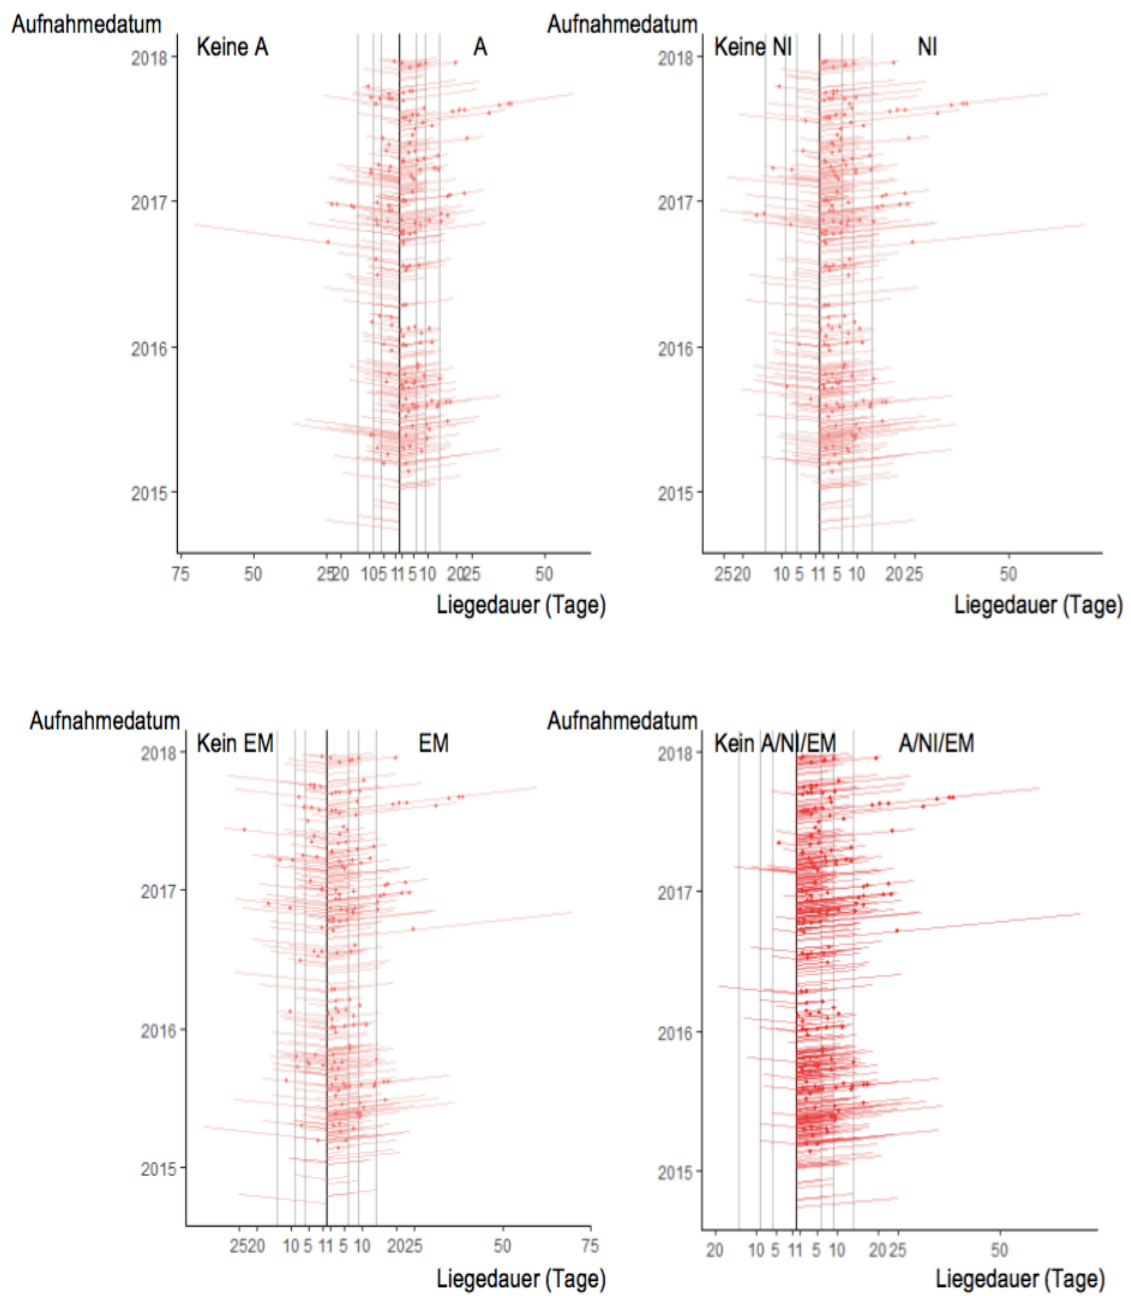 Aufnahmedatum
Keine A A
2018
2017
2016
2015
75 50 25 20 10 5 1 1 5 10 20 25 50
Liegedauer (Tage)
Aufnahmedatum
Keine NI NI
2018
2017
2016
2015
25 20 10 5 1 1 5 10 20 25 50
Liegedauer (Tage)
Aufnahmedatum
Kein EM EM
2018
2017
2016
2015
25 20 10 5 1 1 5 10 20 25 50 75
Liegedauer (Tage)
Aufnahmedatum
Kein A/NI/EM A/NI/EM
2018
2017
2016
2015
20 10 5 1 1 5 10 20 25 50
Liegedauer (Tage)